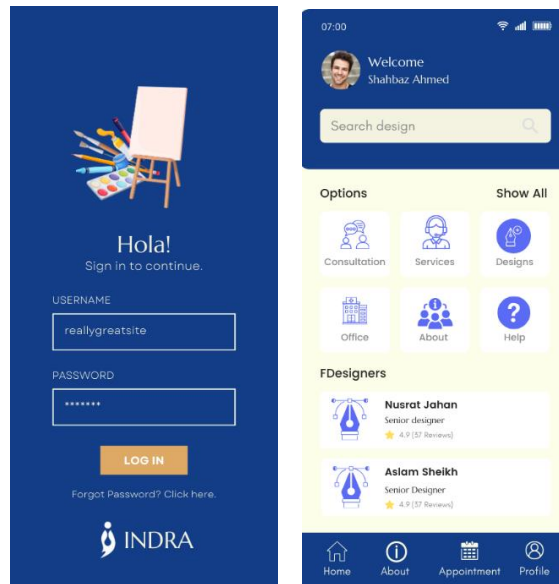 Hola!
Sign in to continue.
USERNAME
reallygreatsite
PASSWORD
*******
LOG IN
Forgot Password? Click here.
INDRA
07:00
Welcome
Shahbaz Ahmed
Search design
Options Show All
Consultation Services Designs
Office About Help
FDesigners
Nusrat Jahan
Senior designer
4.9 (37 Reviews)
Aslam Sheikh
Senior Designer
4.9 (37 Reviews)
Home About Appointment Profile